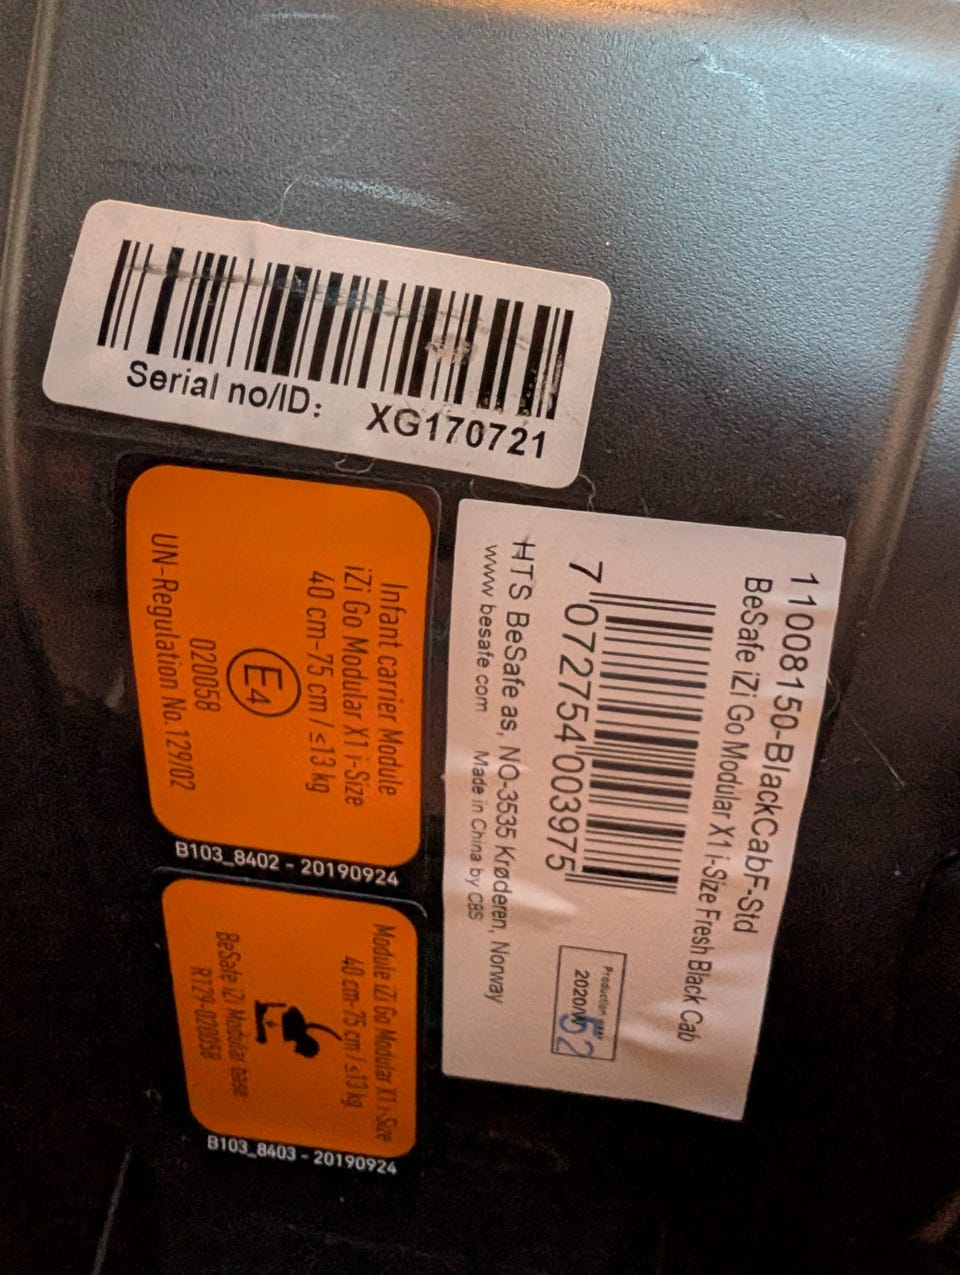 Serial no/ID: XG170721
Infant carrier Module
iZi Go Modular X1 i-Size
40 cm-75 cm / ≤13 kg
E4
020058
UN-Regulation No.129/02
B103_8402 - 20190924
Module iZi Go Modular X1 i-Size
40 cm-75 cm / ≤13 kg
BeSafe iZi Modular base
R129-020058
B103_8403 - 20190924
11008150-BlackCabF-Std
BeSafe iZi Go Modular X1 i-Size Fresh Black Cab
7 072754 003975
Production
2020/W52
HTS BeSafe as, NO-3535 Krøderen, Norway
www besafe com Made in China by CBS